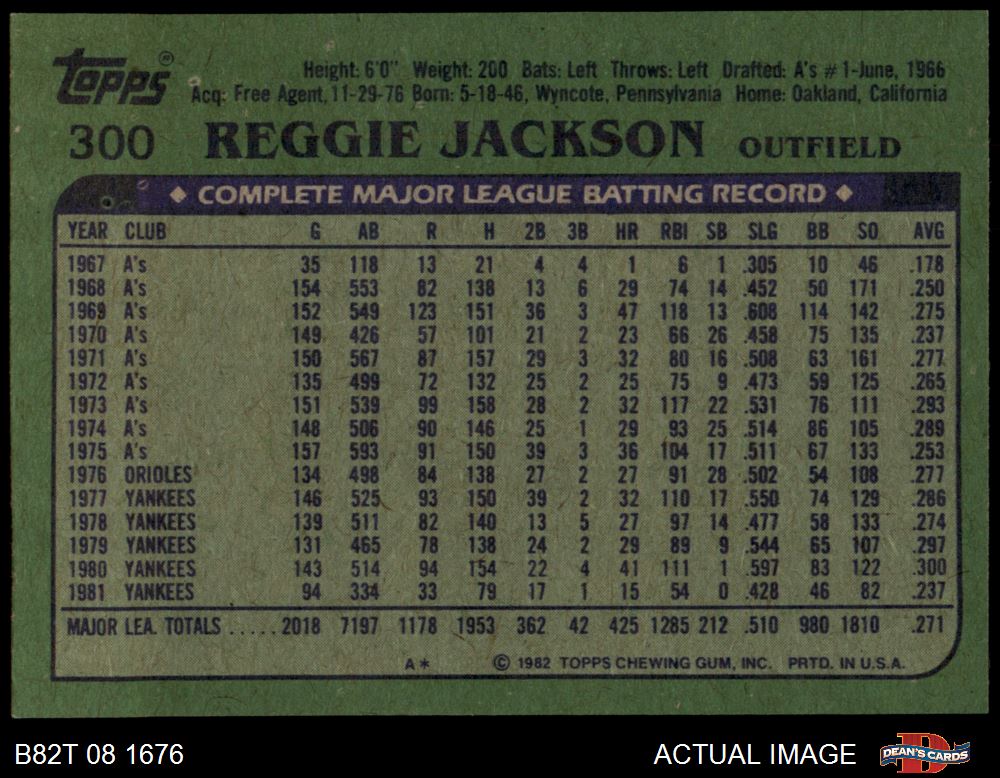 Topps®
Height: 6'0" Weight: 200 Bats: Left Throws: Left Drafted: A's #1-June, 1966
Acq: Free Agent, 11-29-76 Born: 5-18-46, Wyncote, Pennsylvania Home: Oakland, California
300 REGGIE JACKSON OUTFIELD
◆ COMPLETE MAJOR LEAGUE BATTING RECORD ◆
YEAR CLUB G AB R H 2B 3B HR RBI SB SLG BB SO AVG
1967 A's 35 118 13 21 4 4 1 6 1 .305 10 46 .178
1968 A's 154 553 82 138 13 6 29 74 14 .452 50 171 .250
1969 A's 152 549 123 151 36 3 47 118 13 .608 114 142 .275
1970 A's 149 426 57 101 21 2 23 66 26 .458 75 135 .237
1971 A's 150 567 87 157 29 3 32 80 16 .508 63 161 .277
1972 A's 135 499 72 132 25 2 25 75 9 .473 59 125 .265
1973 A's 151 539 99 158 28 2 32 117 22 .531 76 111 .293
1974 A's 148 506 90 146 25 1 29 93 25 .514 86 105 .289
1975 A's 157 593 91 150 39 3 36 104 17 .511 67 133 .253
1976 ORIOLES 134 498 84 138 27 2 27 91 28 .502 54 108 .277
1977 YANKEES 146 525 93 150 39 2 32 110 17 .550 74 129 .286
1978 YANKEES 139 511 82 140 13 5 27 97 14 .477 58 133 .274
1979 YANKEES 131 465 78 138 24 2 29 89 9 .544 65 107 .297
1980 YANKEES 143 514 94 154 22 4 41 111 1 .597 83 122 .300
1981 YANKEES 94 334 33 79 17 1 15 54 0 .428 46 82 .237
MAJOR LEA. TOTALS ..... 2018 7197 1178 1953 362 42 425 1285 212 .510 980 1810 .271
A* © 1982 TOPPS CHEWING GUM, INC. PRTD. IN U.S.A.
B82T 08 1676 ACTUAL IMAGE DEAN'S CARDS